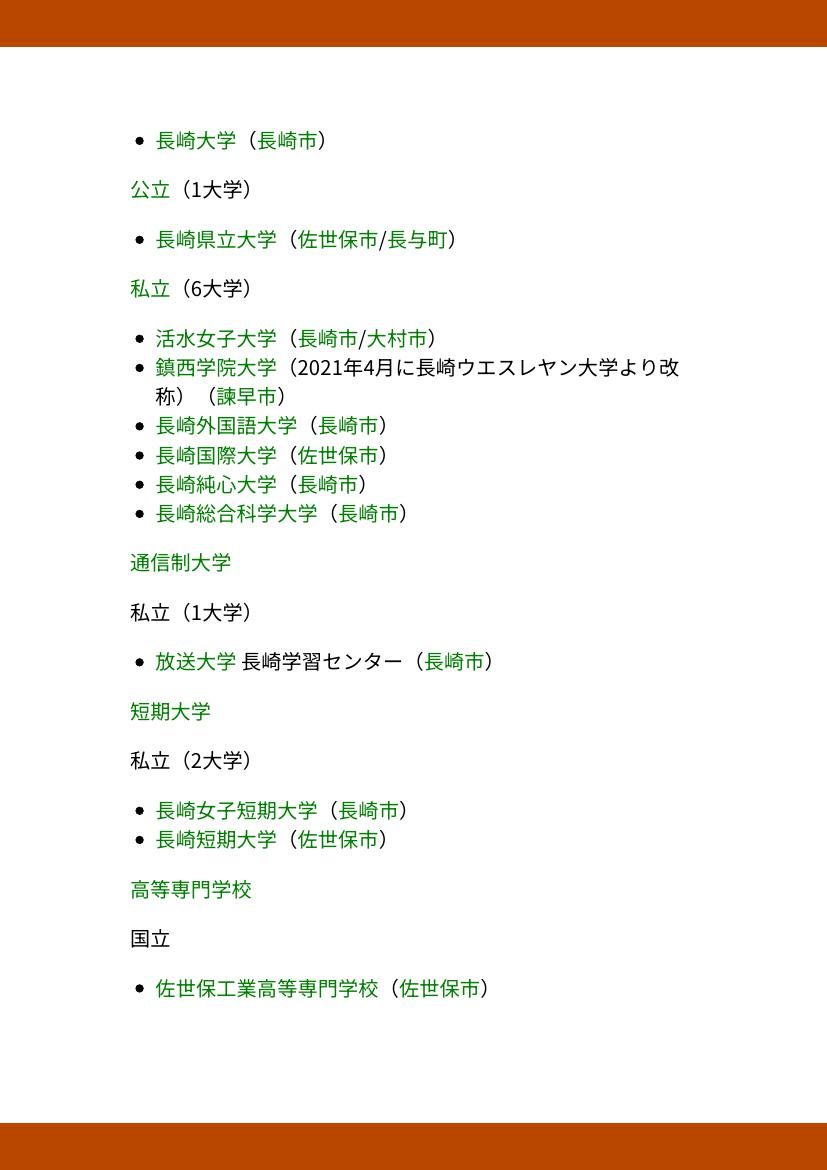 長崎大学（長崎市）
公立（1大学）
長崎県立大学（佐世保市/長与町）
私立（6大学）
活水女子大学（長崎市/大村市）
鎮西学院大学（2021年4月に長崎ウエスレヤン大学より改
称）（諫早市）
長崎外国語大学（長崎市）
長崎国際大学（佐世保市）
長崎純心大学（長崎市）
長崎総合科学大学（長崎市）
通信制大学
私立（1大学）
放送大学 長崎学習センター（長崎市）
短期大学
私立（2大学）
長崎女子短期大学（長崎市）
長崎短期大学（佐世保市）
高等専門学校
国立
佐世保工業高等専門学校（佐世保市）